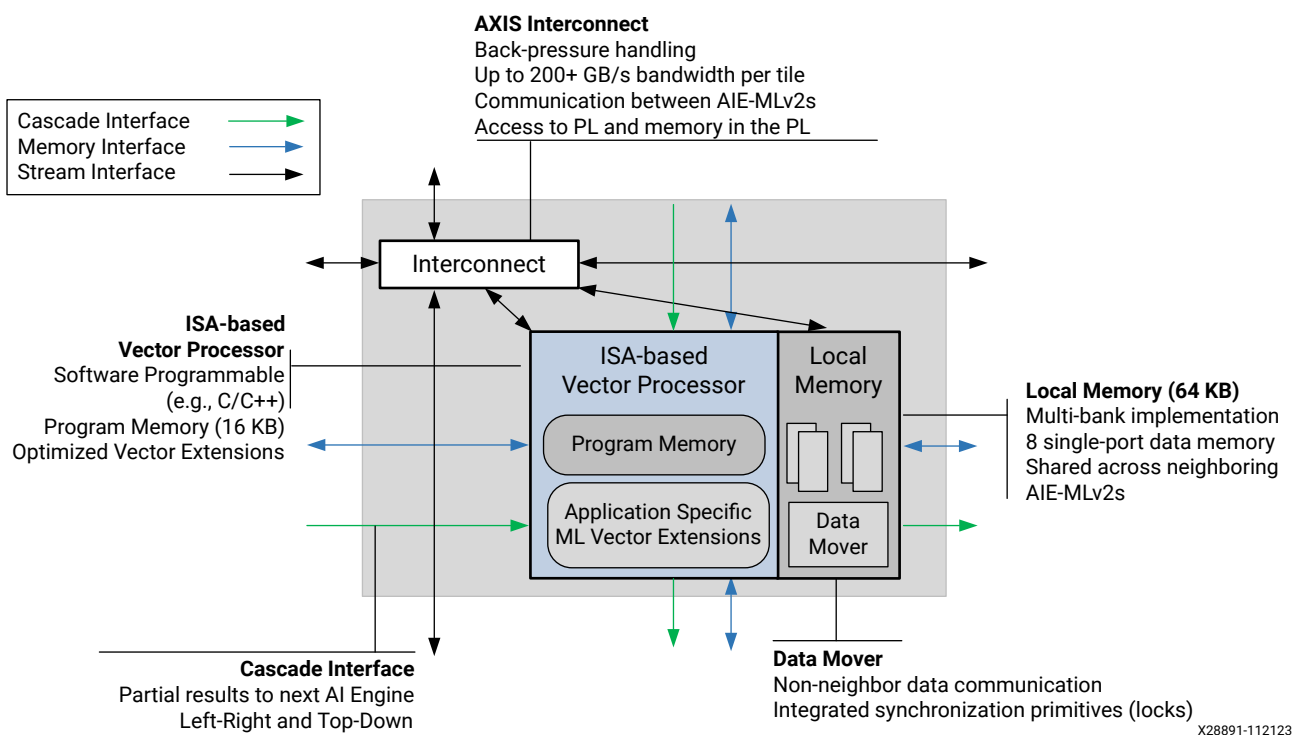 AXIS Interconnect
Back-pressure handling
Up to 200+ GB/s bandwidth per tile
Communication between AIE-MLv2s
Access to PL and memory in the PL
Cascade Interface
Memory Interface
Stream Interface
Interconnect
ISA-based
Vector Processor
Software Programmable
(e.g., C/C++)
Program Memory (16 KB)
Optimized Vector Extensions
ISA-based
Vector Processor
Program Memory
Application Specific
ML Vector Extensions
Local
Memory
Data
Mover
Local Memory (64 KB)
Multi-bank implementation
8 single-port data memory
Shared across neighboring
AIE-MLv2s
Cascade Interface
Partial results to next AI Engine
Left-Right and Top-Down
Data Mover
Non-neighbor data communication
Integrated synchronization primitives (locks)
X28891-112123